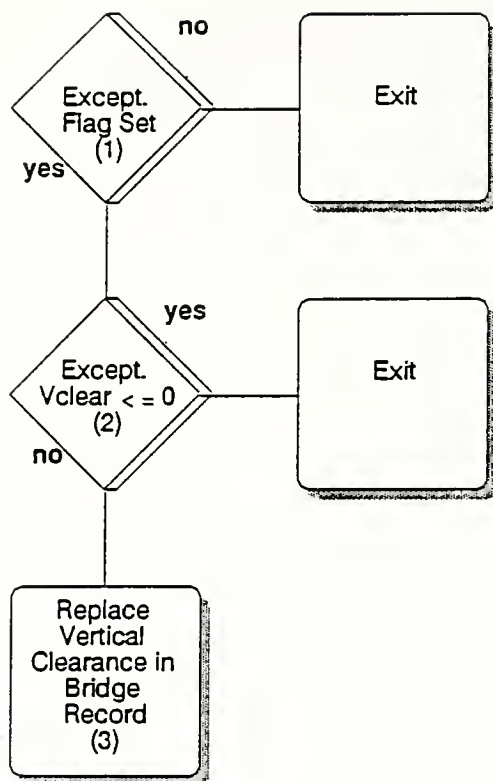 no
Except.
Flag Set
(1)
Exit
yes
yes
Except.
Vclear <= 0
(2)
Exit
no
Replace
Vertical
Clearance in
Bridge
Record
(3)